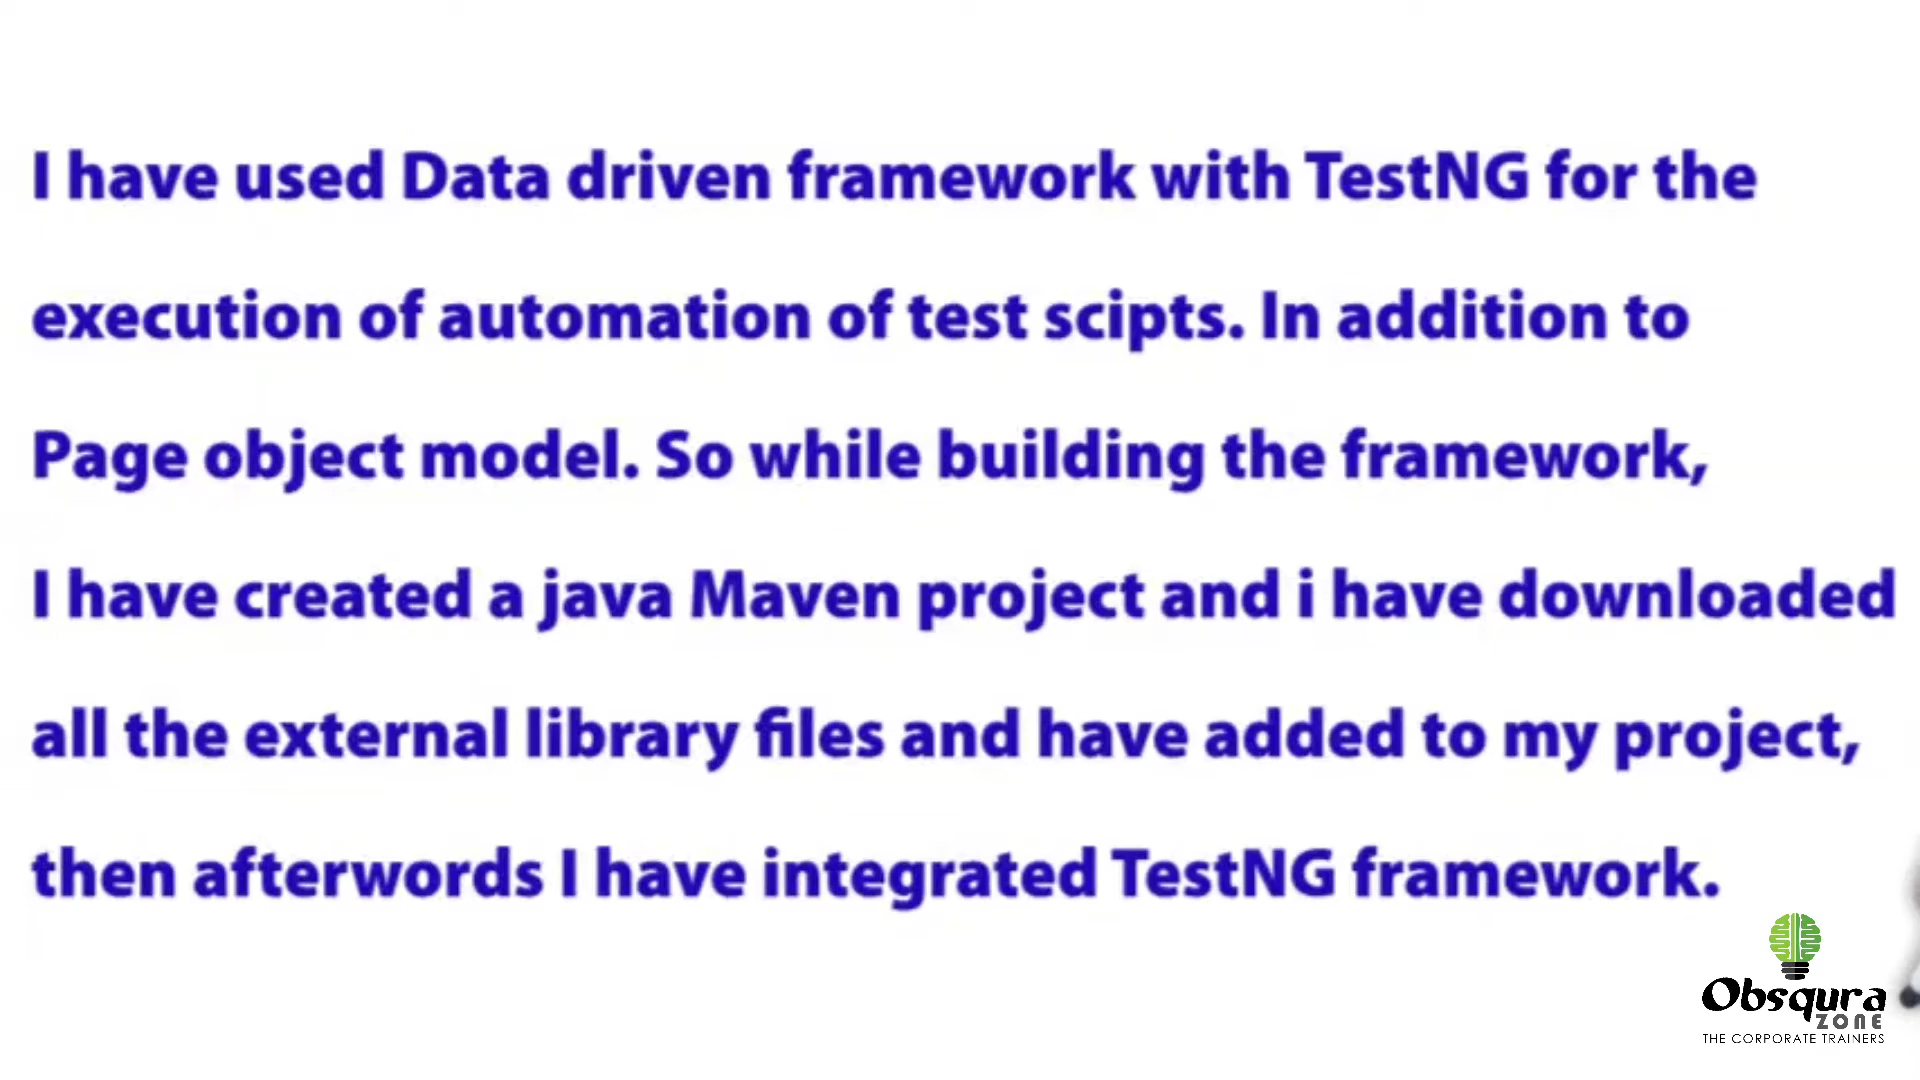 I have used Data driven framework with TestNG for the
execution of automation of test scipts. In addition to
Page object model. So while building the framework,
I have created a java Maven project and i have downloaded
all the external library files and have added to my project,
then afterwords I have integrated TestNG framework.
Obsqura
ZONE
THE CORPORATE TRAINERS